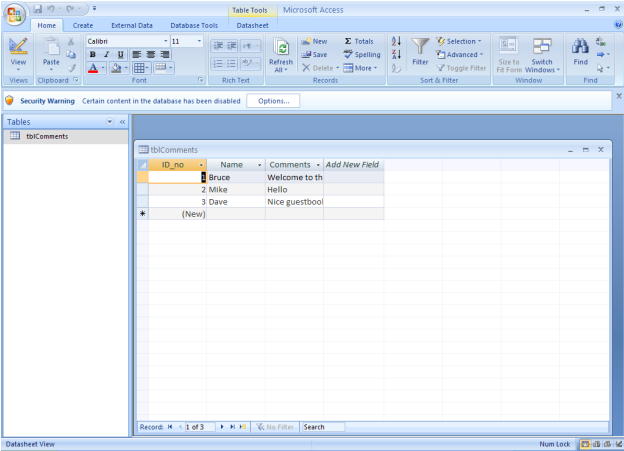 Table Tools Microsoft Access
Home Create External Data Database Tools Datasheet
View
Views
Paste
Clipboard
Calibri 11
B I U
A
Font
Rich Text
Refresh All
New
Save
Delete
Totals
Spelling
More
Records
Filter
Selection
Advanced
Toggle Filter
Sort & Filter
Size to Fit Form
Switch Windows
Window
Find
Find
Security Warning Certain content in the database has been disabled Options...
Tables
tblComments
tblComments
ID_no Name Comments Add New Field
1 Bruce Welcome to th
2 Mike Hello
3 Dave Nice guestbool
(New)
Record: 1 of 3 No Filter Search
Datasheet View Num Lock